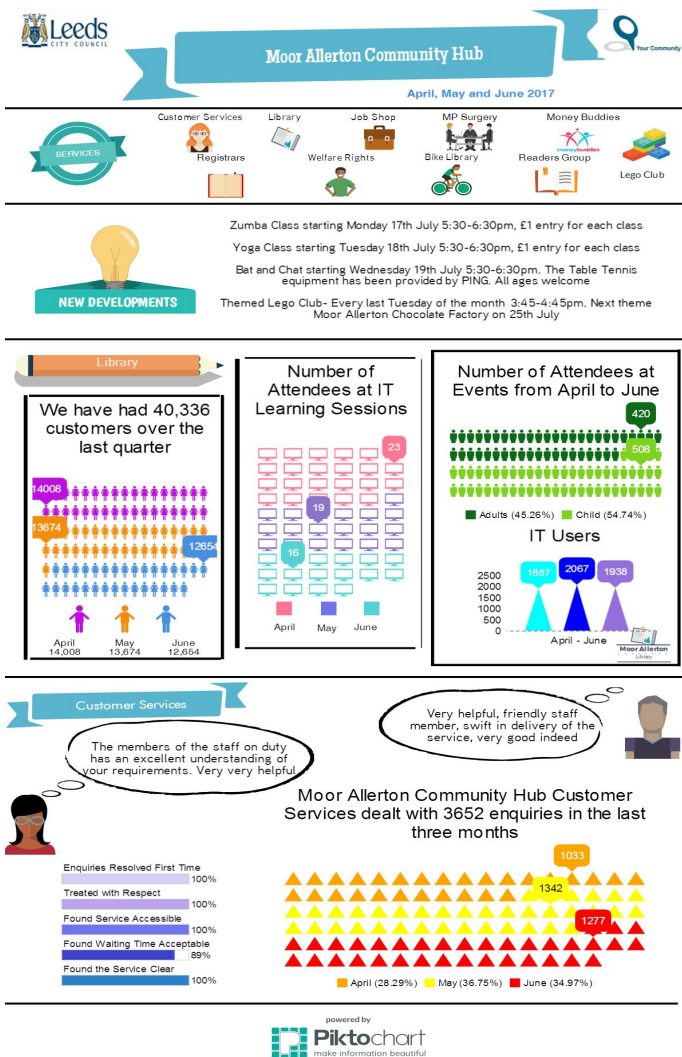 Leeds
CITY COUNCIL
Moor Allerton Community Hub
Your Community
April, May and June 2017
SERVICES
Customer Services
Library
Job Shop
MP Surgery
Money Buddies
moneybuddies
Registrars
Welfare Rights
Bike Library
Readers Group
Lego Club
NEW DEVELOPMENTS
Zumba Class starting Monday 17th July 5:30-6:30pm, £1 entry for each class
Yoga Class starting Tuesday 18th July 5:30-6:30pm, £1 entry for each class
Bat and Chat starting Wednesday 19th July 5:30-6:30pm. The Table Tennis
equipment has been provided by PING. All ages welcome
Themed Lego Club- Every last Tuesday of the month 3:45-4:45pm. Next theme
Moor Allerton Chocolate Factory on 25th July
Library
We have had 40,336
customers over the
last quarter
14008
13674
12654
April
14,008
May
13,674
June
12,654
Number of
Attendees at IT
Learning Sessions
23
19
16
April
May
June
Number of Attendees at
Events from April to June
420
508
Adults (45.26%)
Child (54.74%)
IT Users
2500
2000
1500
1000
500
0
1887
2067
1938
April - June
Moor Allerton
Library
Customer Services
The members of the staff on duty
has an excellent understanding of
your requirements. Very very helpful
Very helpful, friendly staff
member, swift in delivery of the
service, very good indeed
Moor Allerton Community Hub Customer
Services dealt with 3652 enquiries in the last
three months
Enquiries Resolved First Time
100%
Treated with Respect
100%
Found Service Accessible
100%
Found Waiting Time Acceptable
89%
Found the Service Clear
100%
1033
1342
1277
April (28.29%)
May (36.75%)
June (34.97%)
powered by
Piktochart
make information beautiful